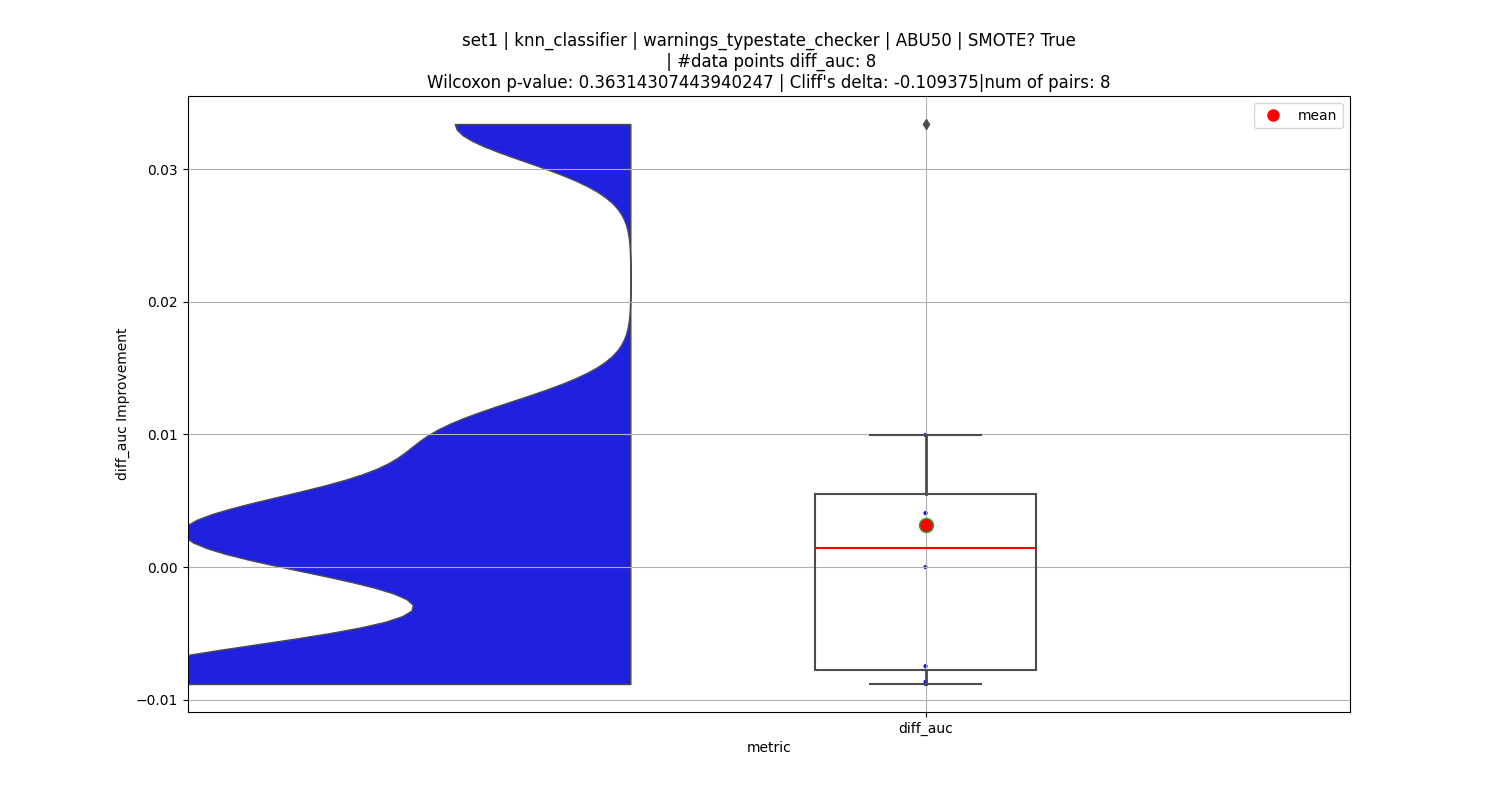 set1 | knn_classifier | warnings_typestate_checker | ABU50 | SMOTE? True
| #data points diff_auc: 8
Wilcoxon p-value: 0.36314307443940247 | Cliff's delta: -0.109375|num of pairs: 8
mean
0.03
0.02
0.01
0.00
−0.01
diff_auc Improvement
diff_auc
metric